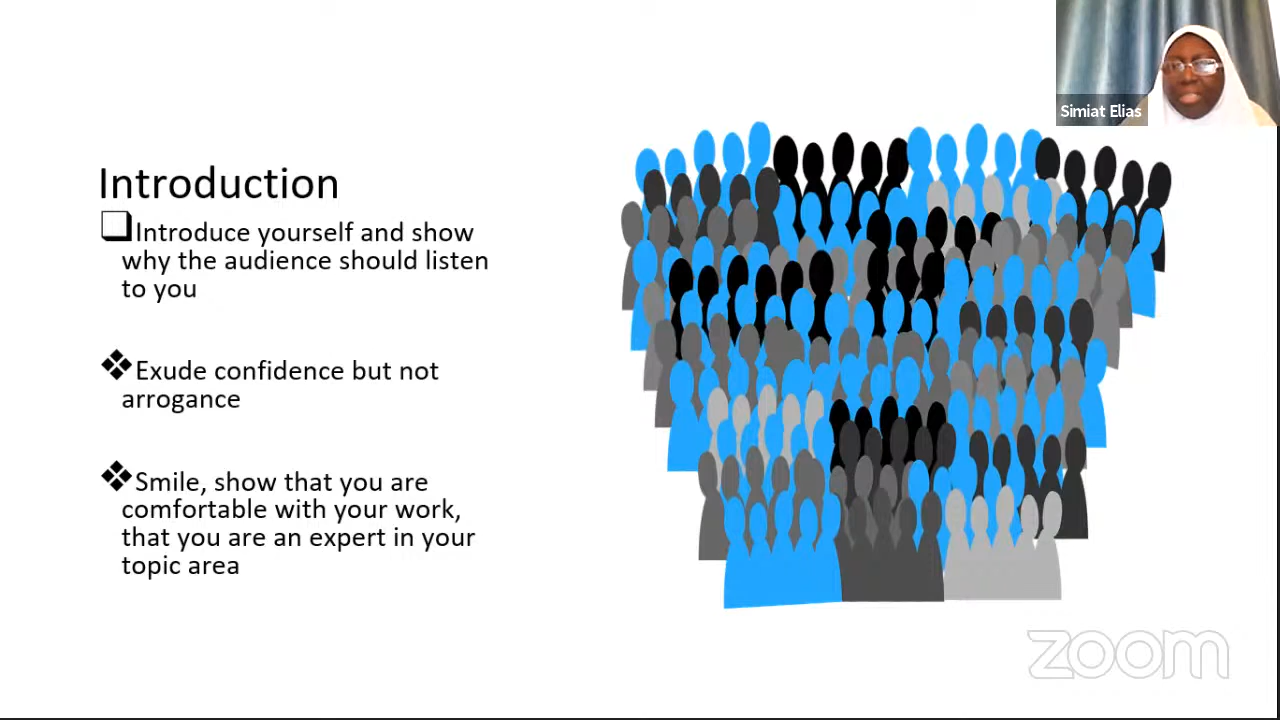 Simiat Elias
Introduction
Introduce yourself and show
why the audience should listen
to you
Exude confidence but not
arrogance
Smile, show that you are
comfortable with your work,
that you are an expert in your
topic area
zoom